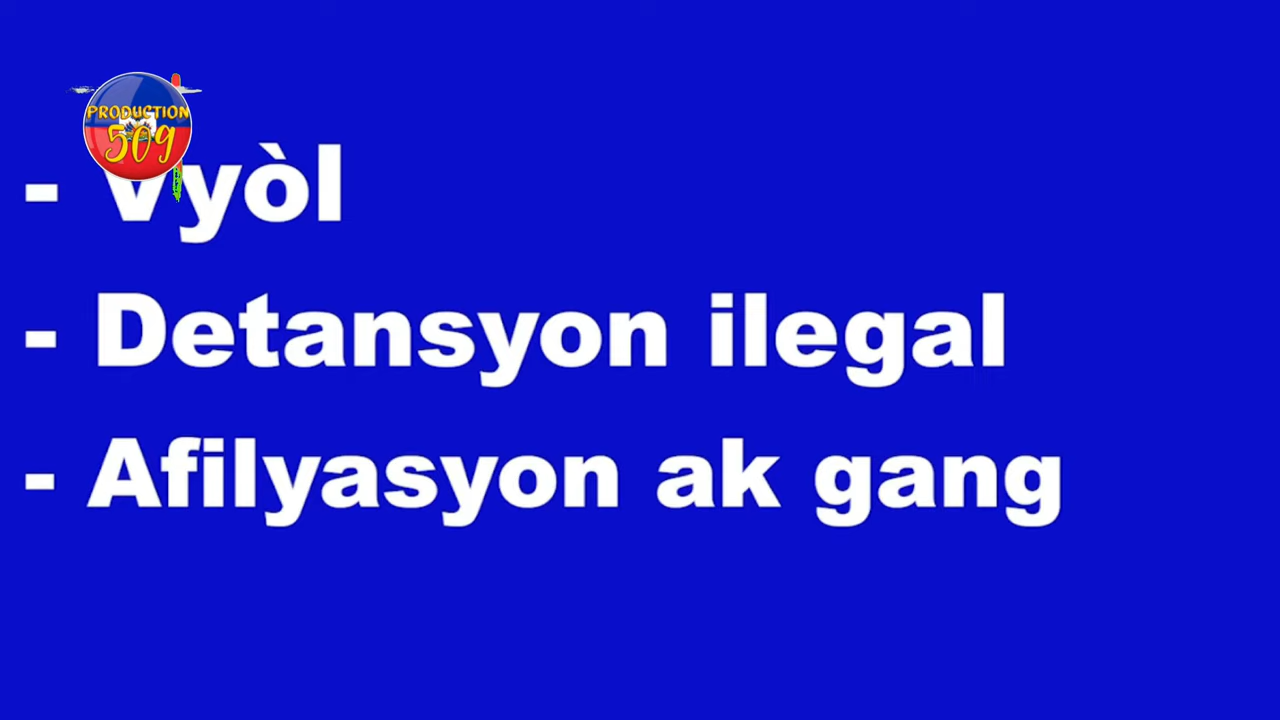 PRODUCTION
509
- Vyòl
- Detansyon ilegal
- Afilyasyon ak gang